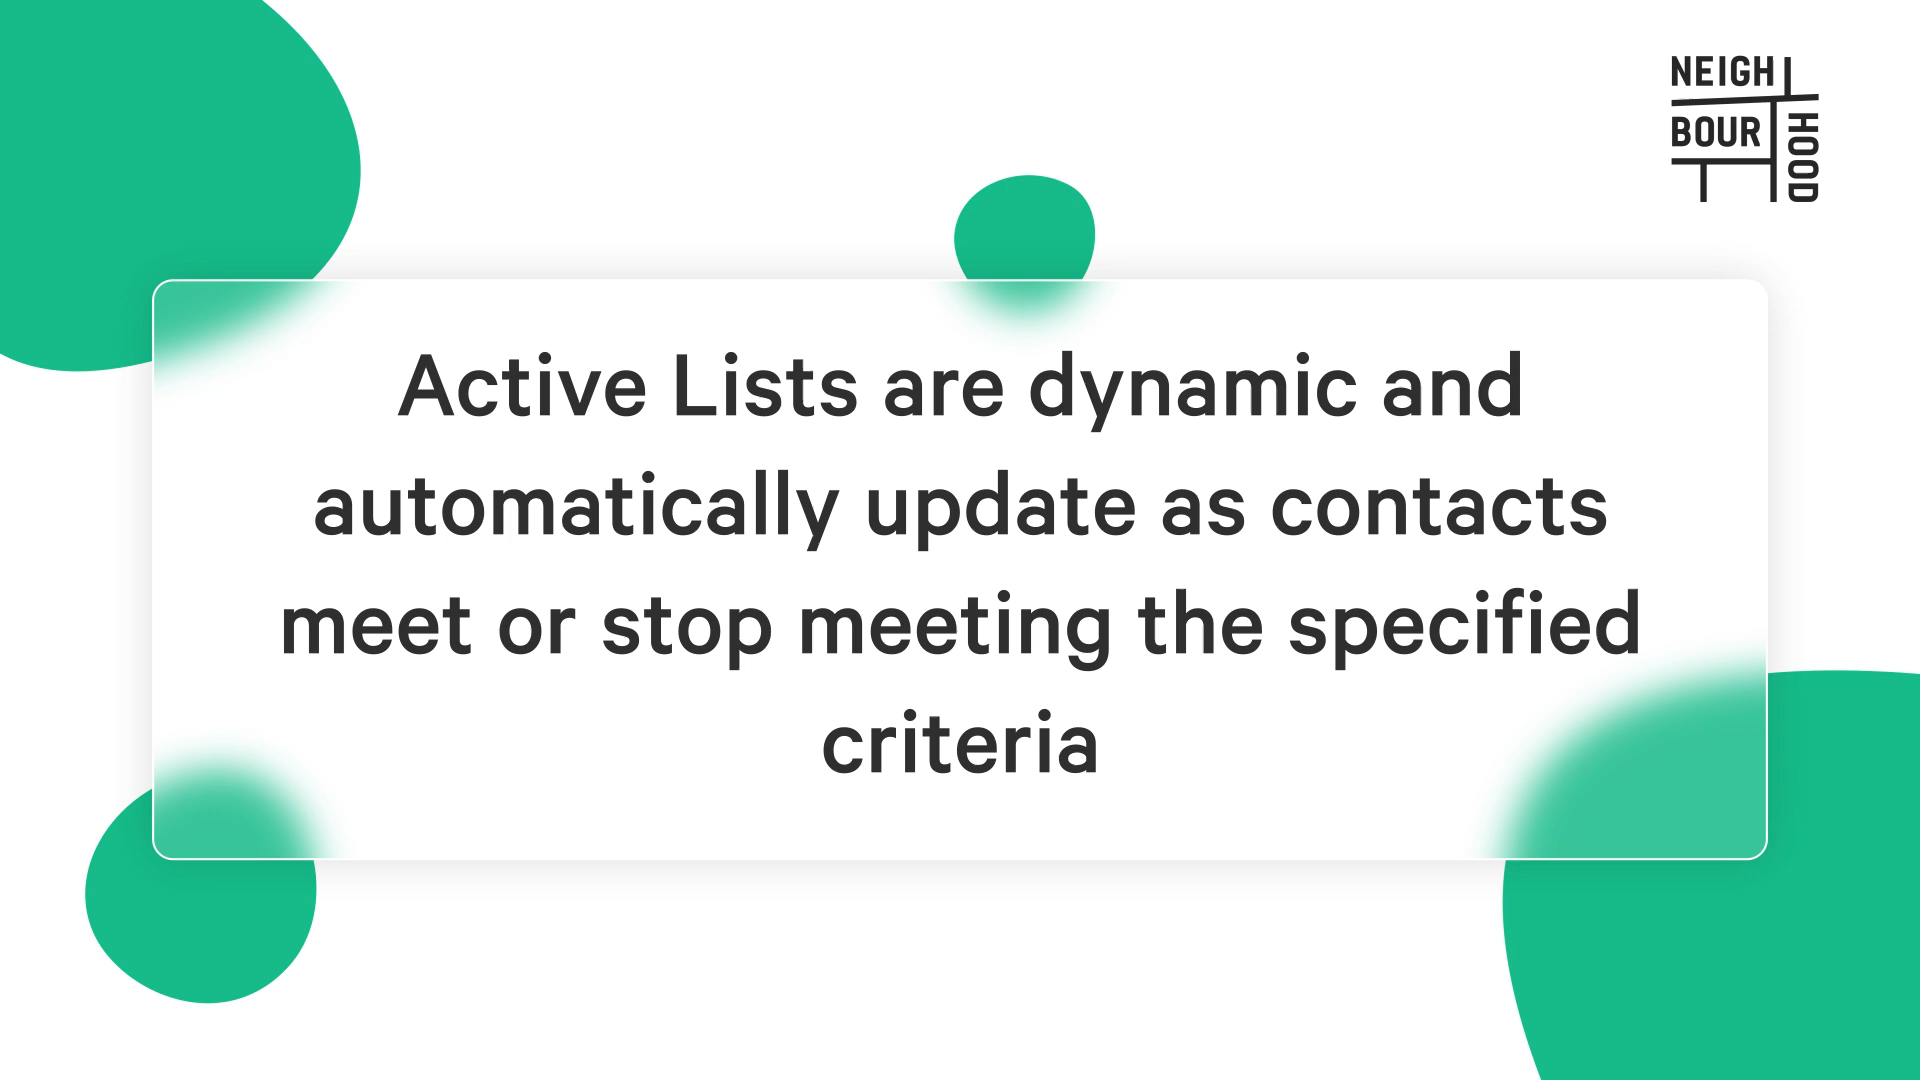 NEIGH
BOUR
HOOD
Active Lists are dynamic and
automatically update as contacts
meet or stop meeting the specified
criteria